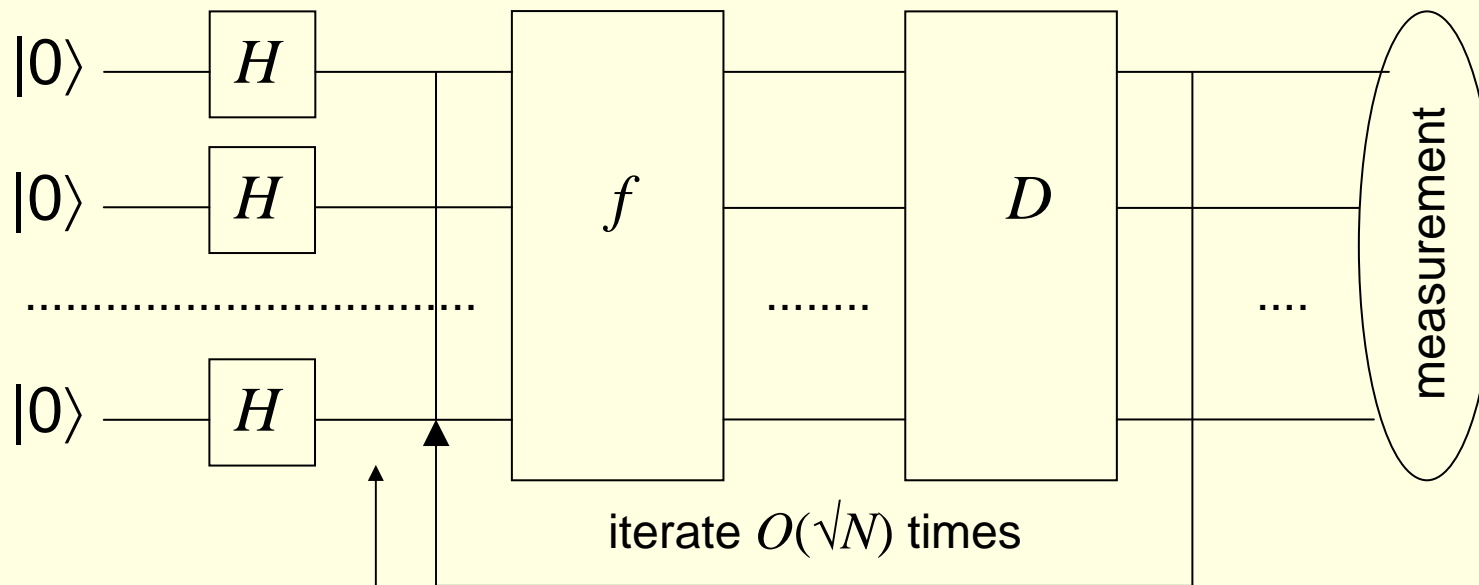 |0⟩ H
f D
|0⟩ H
|0⟩ H
measurement
iterate O(√N) times